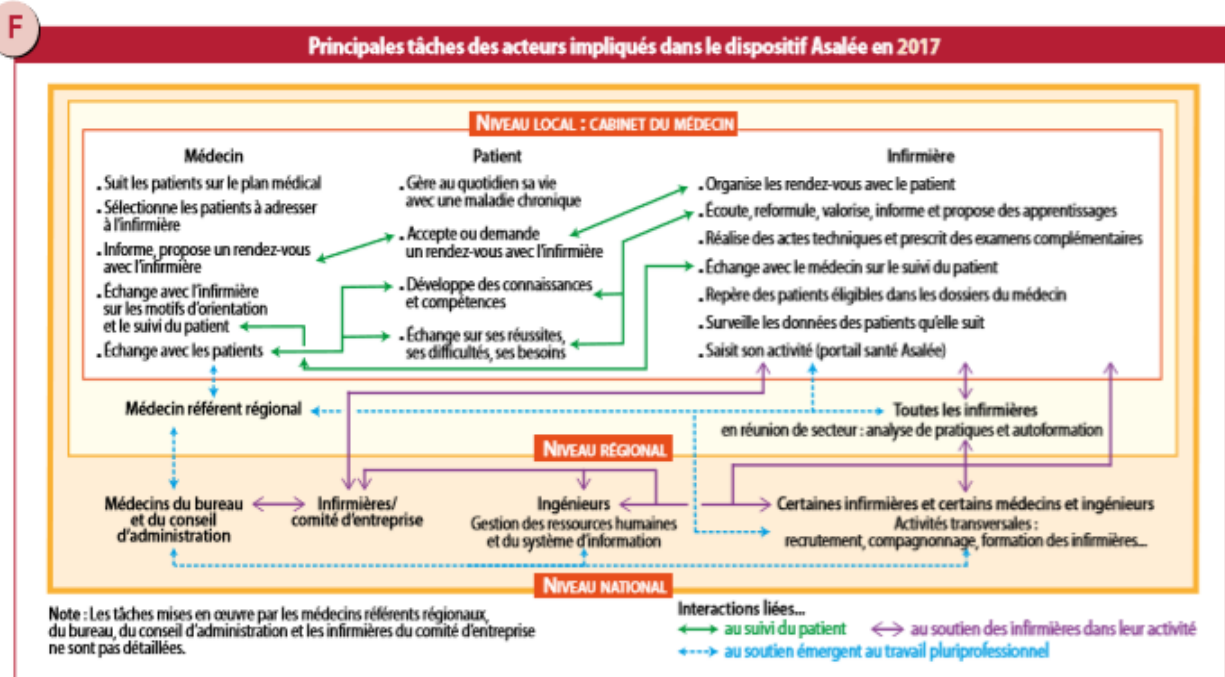 F
Principales tâches des acteurs impliqués dans le dispositif Asalée en 2017
NIVEAU LOCAL : CABINET DU MÉDECIN
Médecin
. Suit les patients sur le plan médical
. Sélectionne les patients à adresser
à l'infirmière
. Informe, propose un rendez-vous
avec l'infirmière
. Échange avec l'infirmière
sur les motifs d'orientation
et le suivi du patient
. Échange avec les patients
Patient
. Gère au quotidien sa vie
avec une maladie chronique
. Accepte ou demande
un rendez-vous avec l'infirmière
. Développe des connaissances
et compétences
. Échange sur ses réussites,
ses difficultés, ses besoins
Infirmière
. Organise les rendez-vous avec le patient
. Écoute, reformule, valorise, informe et propose des apprentissages
. Réalise des actes techniques et prescrit des examens complémentaires
. Échange avec le médecin sur le suivi du patient
. Repère des patients éligibles dans les dossiers du médecin
. Surveille les données des patients qu'elle suit
. Saisit son activité (portail santé Asalée)
Médecin référent régional
Toutes les infirmières
en réunion de secteur : analyse de pratiques et autoformation
NIVEAU RÉGIONAL
Médecins du bureau
et du conseil
d'administration
Infirmières/
comité d'entreprise
Ingénieurs
Gestion des ressources humaines
et du système d'information
Certaines infirmières et certains médecins et ingénieurs
Activités transversales :
recrutement, compagnonnage, formation des infirmières...
NIVEAU NATIONAL
Note : Les tâches mises en œuvre par les médecins référents régionaux,
du bureau, du conseil d'administration et les infirmières du comité d'entreprise
ne sont pas détaillées.
Interactions liées...
au suivi du patient
au soutien des infirmières dans leur activité
au soutien émergent au travail pluriprofessionnel